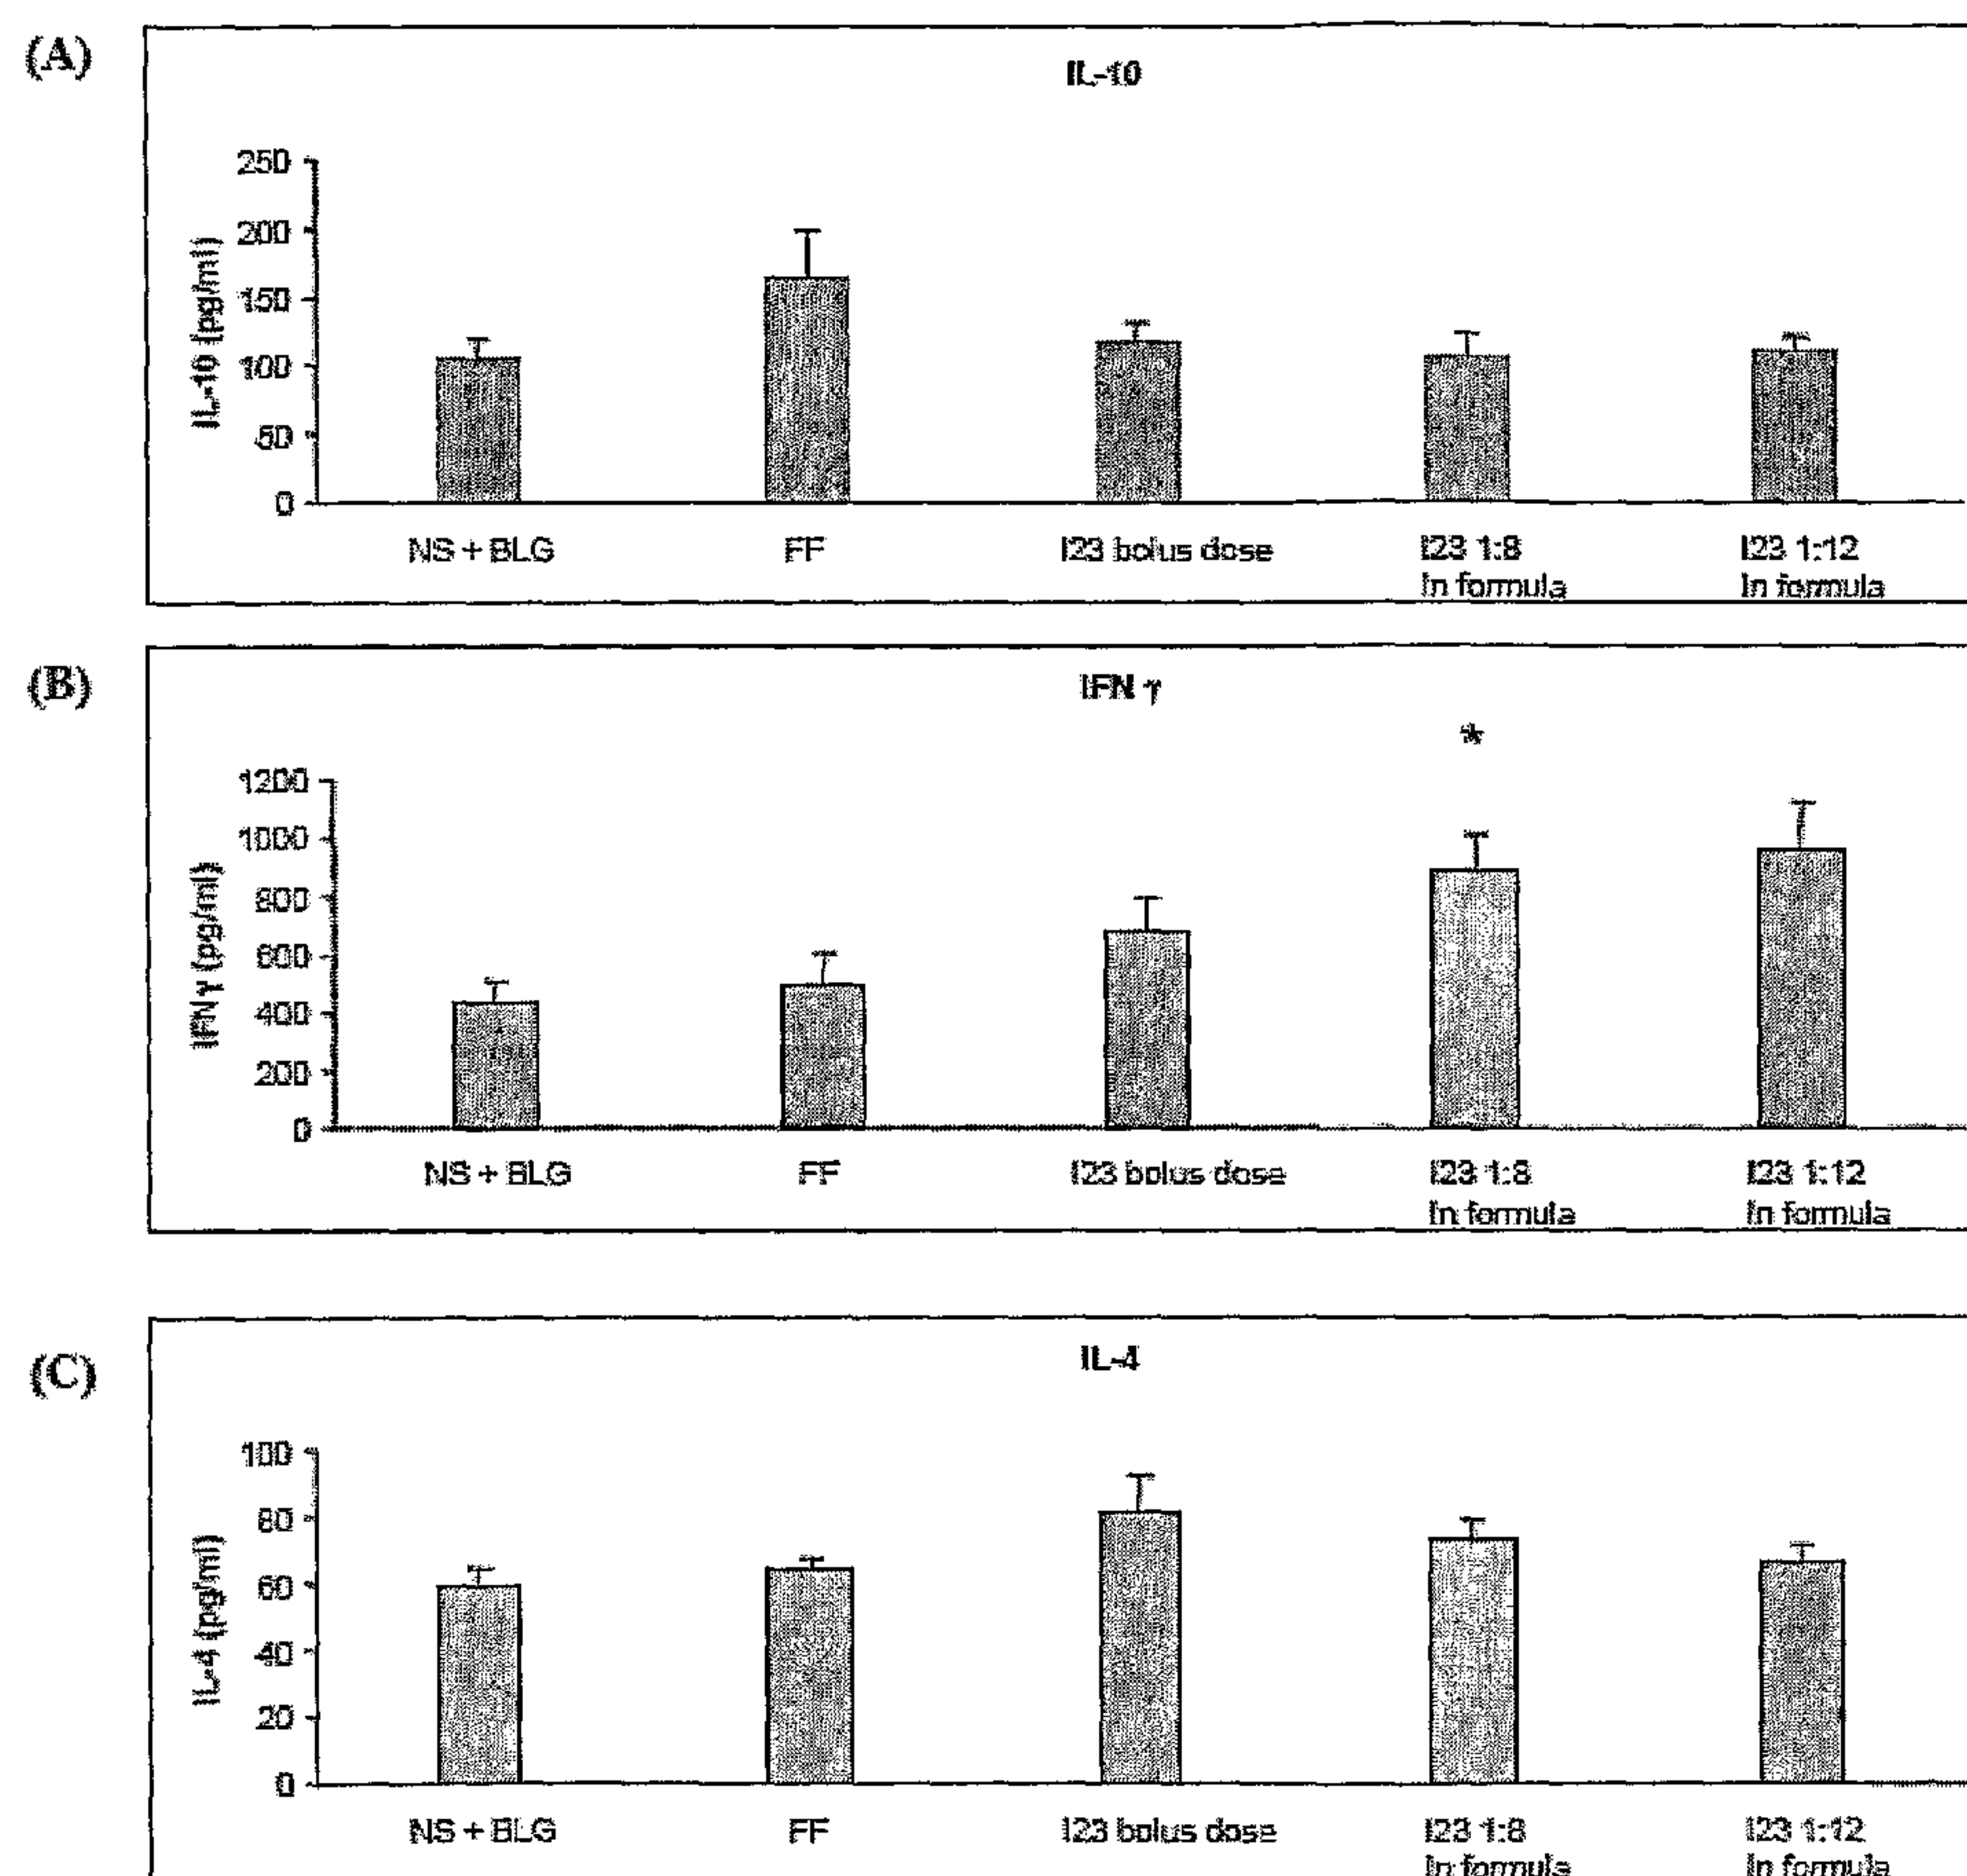 (A)
IL-10
IL-10 (pg/ml)
250
200
150
100
50
0
NS + BLG
FF
I23 bolus dose
I23 1:8
In formula
I23 1:12
In formula
(B)
IFN γ
*
IFNγ (pg/ml)
1200
1000
800
600
400
200
0
NS + BLG
FF
I23 bolus dose
I23 1:8
In formula
I23 1:12
In formula
(C)
IL-4
IL-4 (pg/ml)
100
80
60
40
20
0
NS + BLG
FF
I23 bolus dose
I23 1:8
In formula
I23 1:12
In formula